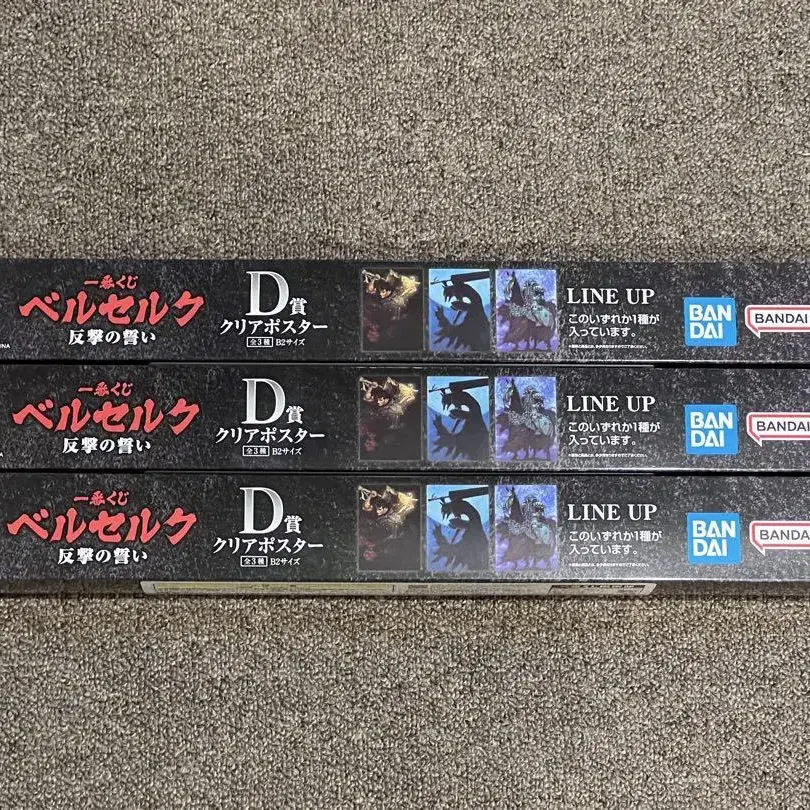 一番くじ
ベルセルク
反撃の誓い
D賞
クリアポスター
全3種 B2サイズ
LINE UP
このいずれか1種が
入っています。
BAN
DAI
BANDAI
一番くじ
ベルセルク
反撃の誓い
D賞
クリアポスター
全3種 B2サイズ
LINE UP
このいずれか1種が
入っています。
BAN
DAI
BANDAI
一番くじ
ベルセルク
反撃の誓い
D賞
クリアポスター
全3種 B2サイズ
LINE UP
このいずれか1種が
入っています。
BAN
DAI
BANDAI